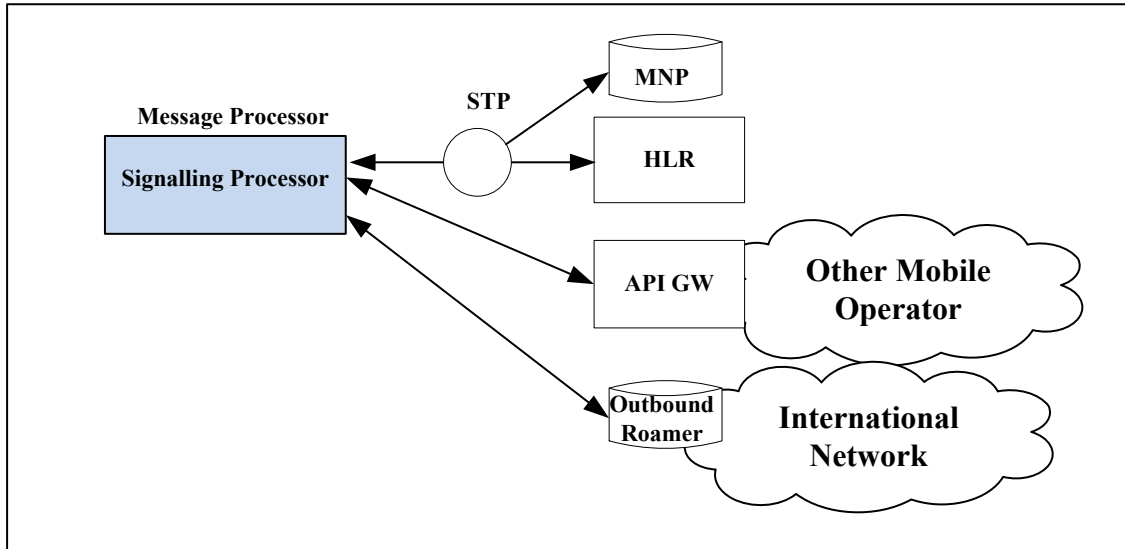 MNP
STP
Message Processor
Signalling Processor
HLR
API GW
Other Mobile
Operator
Outbound
Roamer
International
Network